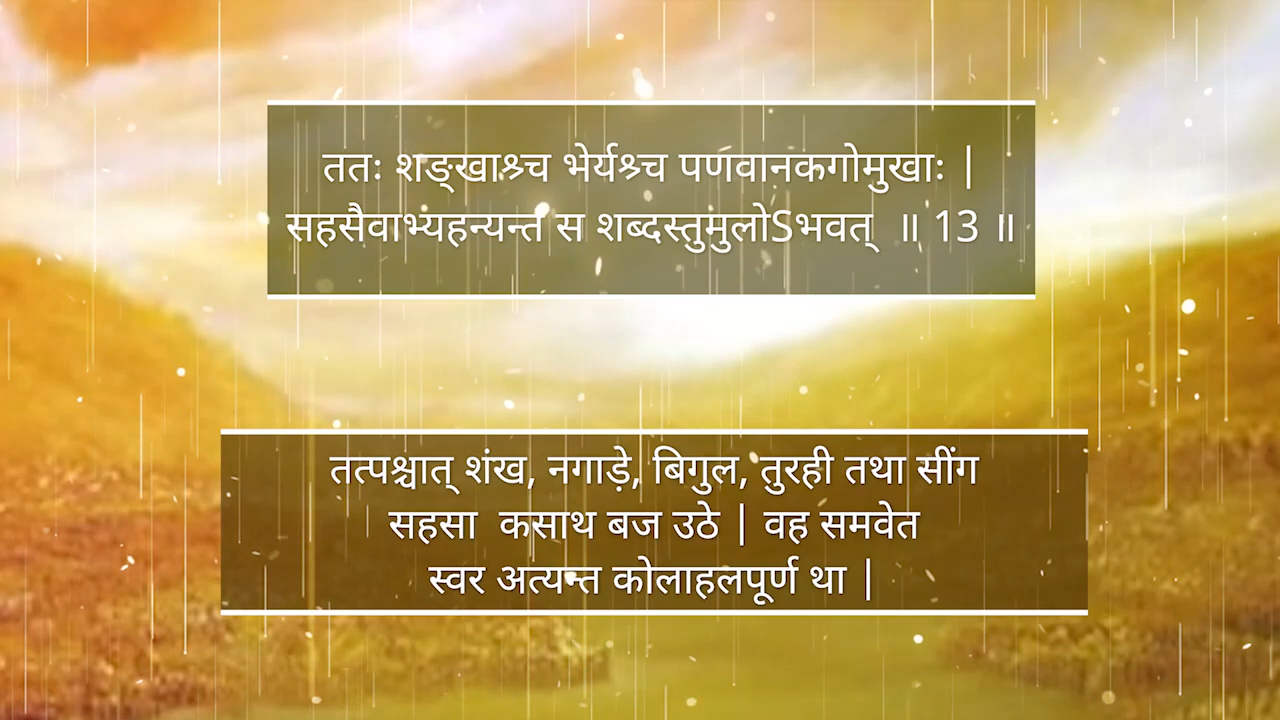 ततः शङ्खाश्र्च भेर्यश्र्च पणवानकगोमुखाः |
सहसैवाभ्यहन्यन्त स शब्दस्तुमुलोSभवत् ॥ 13 ॥
तत्पश्चात् शंख, नगाड़े, बिगुल, तुरही तथा सींग
सहसा कसाथ बज उठे | वह समवेत
स्वर अत्यन्त कोलाहलपूर्ण था |